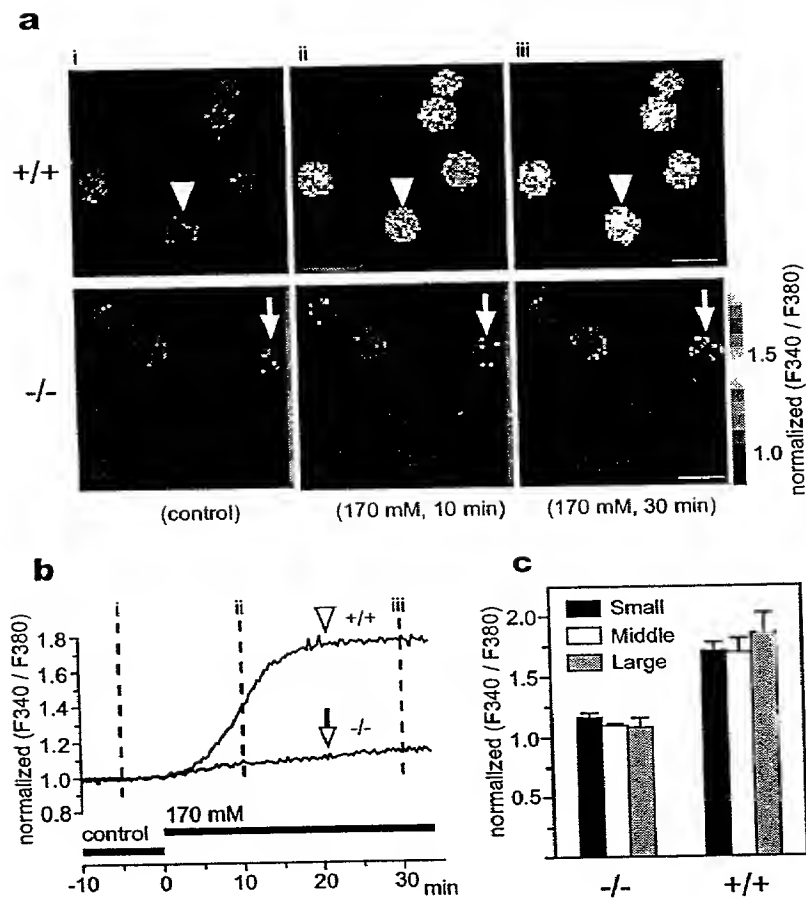 a
i ii iii
+/+
-/-
1.5
1.0
normalized (F340 / F380)
(control) (170 mM, 10 min) (170 mM, 30 min)
b
i ii iii
+/+
-/-
normalized (F340 / F380)
1.8
1.6
1.4
1.2
1.0
0.8
170 mM
control
-10 0 10 20 30 min
c
Small
Middle
Large
normalized (F340 / F380)
2.0
1.5
1.0
0.5
-/- +/+